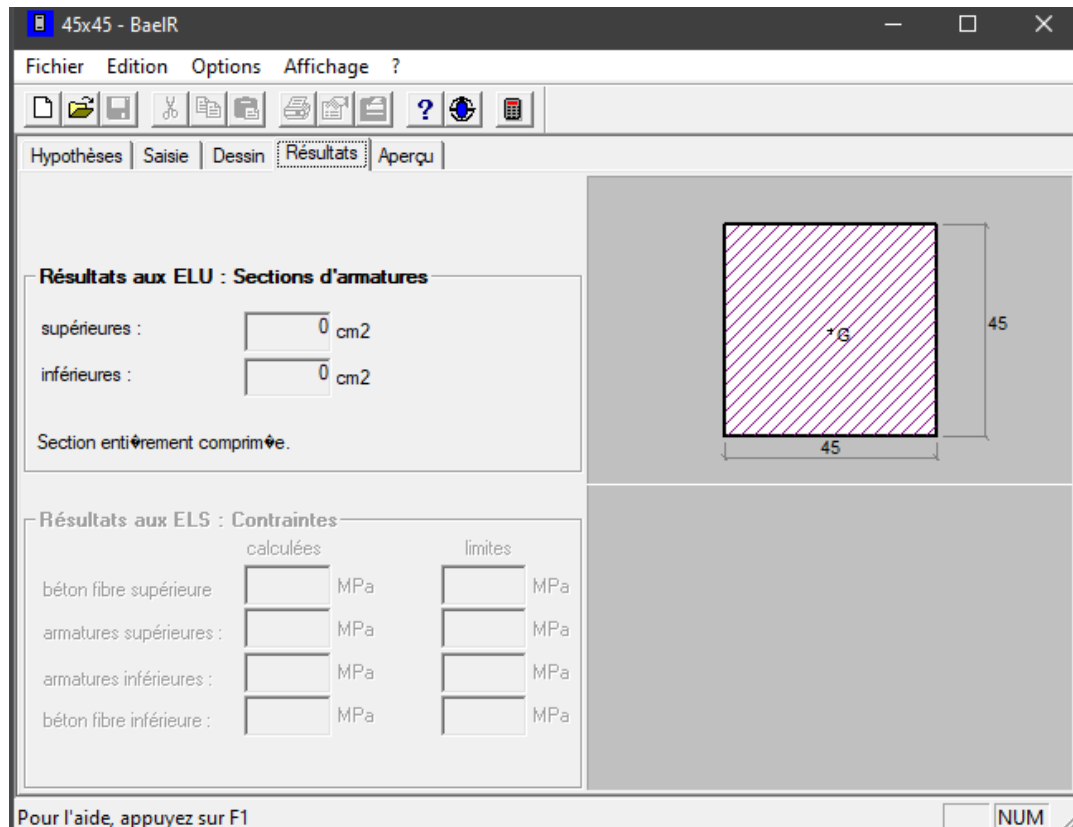 45x45 - BaelR
Fichier Edition Options Affichage ?
Hypothèses Saisie Dessin Résultats Aperçu
Résultats aux ELU : Sections d'armatures
supérieures : 0 cm2
inférieures : 0 cm2
Section enti�rement comprim�e.
G
45
45
Résultats aux ELS : Contraintes
calculées limites
béton fibre supérieure MPa MPa
armatures supérieures : MPa MPa
armatures inférieures : MPa MPa
béton fibre inférieure : MPa MPa
Pour l'aide, appuyez sur F1
NUM